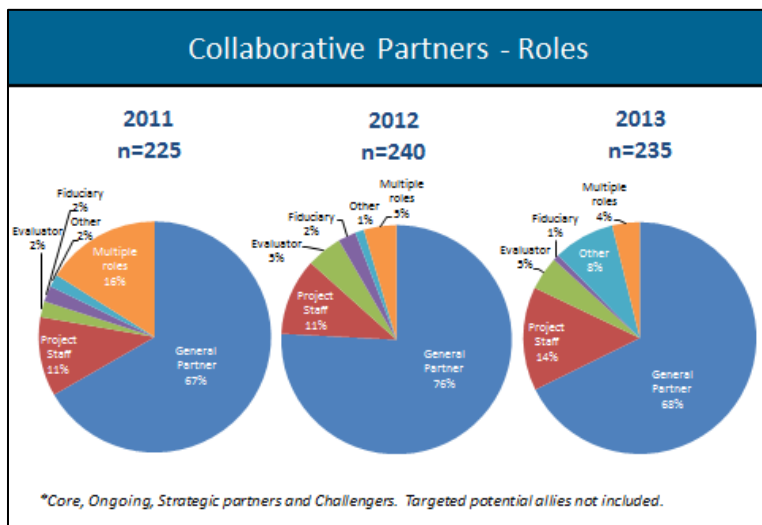 Collaborative Partners - Roles
2011
n=225
Fiduciary
2%
Other
2%
Evaluator
2%
Multiple
roles
16%
Project
Staff
11%
General
Partner
67%
2012
n=240
Multiple
roles
5%
Other
1%
Fiduciary
2%
Evaluator
5%
Project
Staff
11%
General
Partner
76%
2013
n=235
Multiple
roles
4%
Fiduciary
1%
Evaluator
5%
Other
8%
Project
Staff
14%
General
Partner
68%
*Core, Ongoing, Strategic partners and Challengers. Targeted potential allies not included.